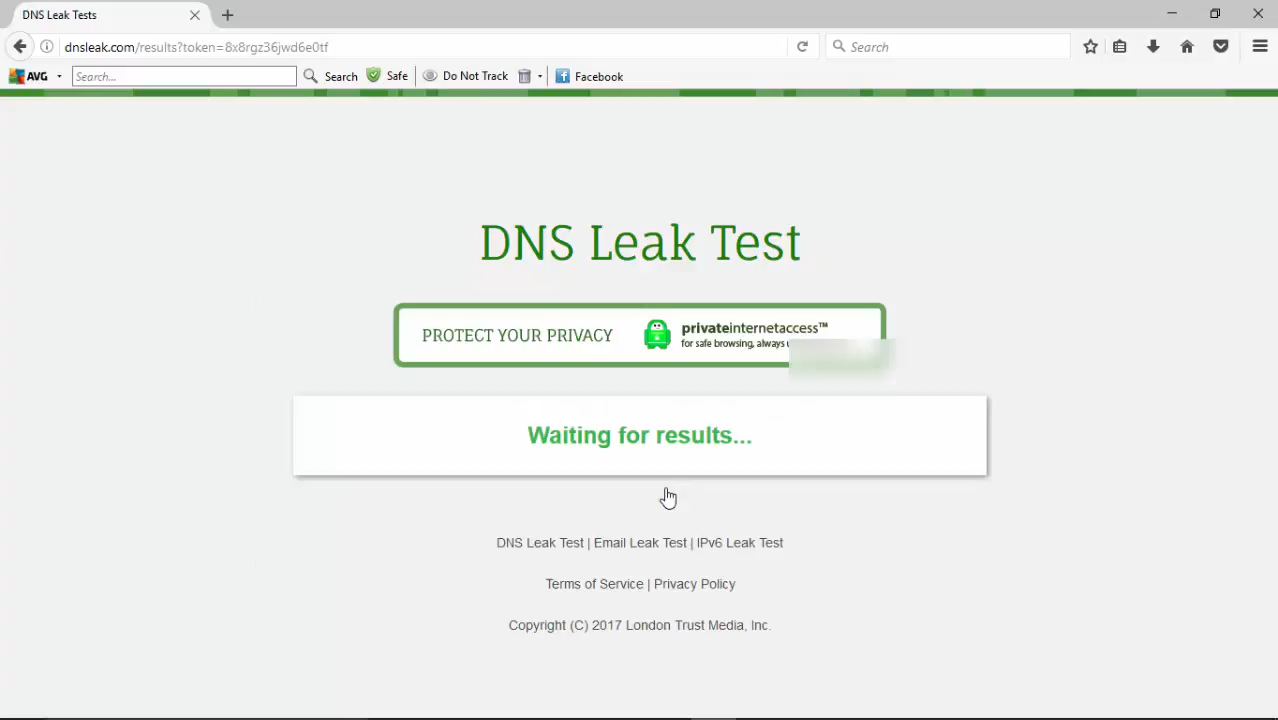 DNS Leak Tests
dnsleak.com/results?token=8x8rgz36jwd6e0tf
Search
AVG
Search...
Search
Safe
Do Not Track
Facebook
DNS Leak Test
PROTECT YOUR PRIVACY
privateinternetaccess™
for safe browsing, always
Waiting for results...
DNS Leak Test | Email Leak Test | IPv6 Leak Test
Terms of Service | Privacy Policy
Copyright (C) 2017 London Trust Media, Inc.